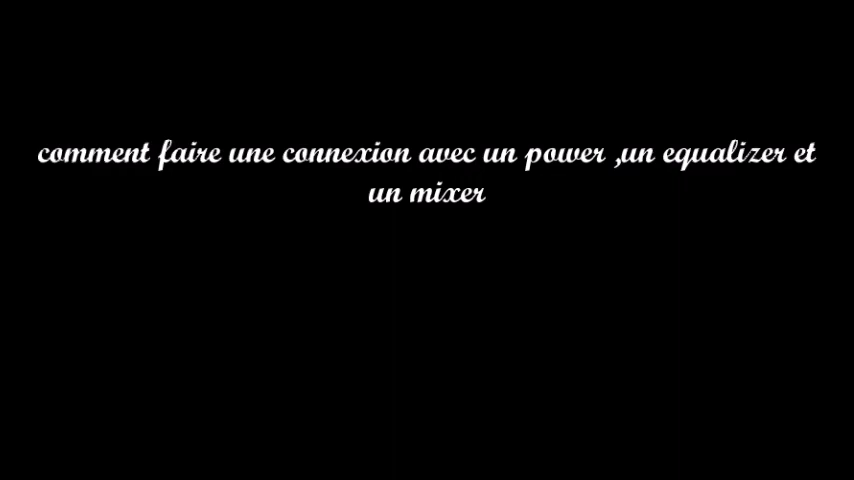 comment faire une connexion avec un power ,un equalizer et
un mixer